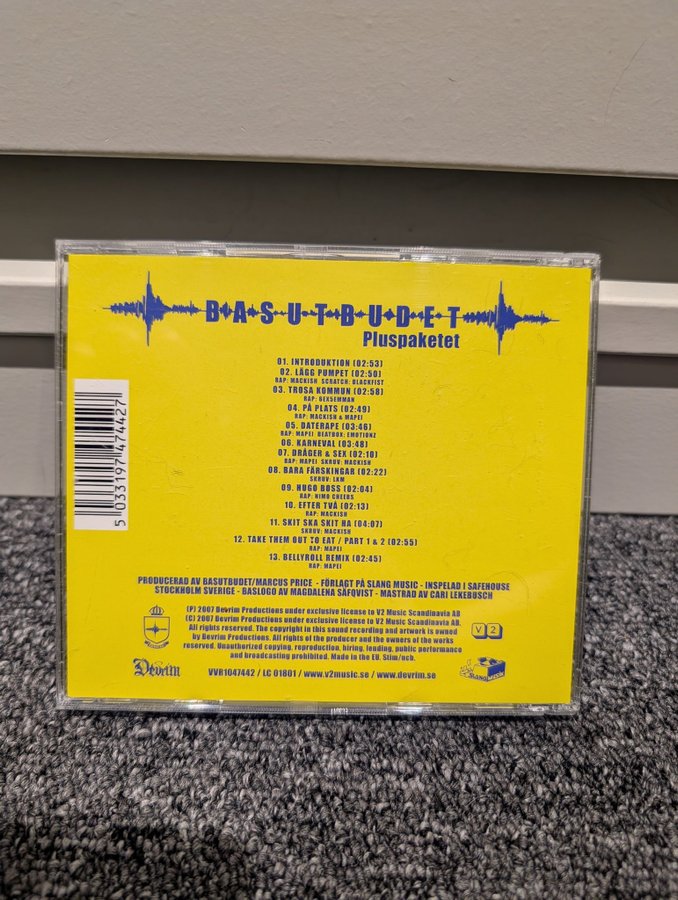 BASUTBUDET
Pluspaketet
01. INTRODUKTION (02:53)
02. LÄGG PUMPET (02:50)
RAP: MACKISH SCRATCH: BLACKFIST
03. TROSA KOMMUN (02:58)
RAP: GEXSEMMAN
04. PÅ PLATS (02:49)
RAP: MACKISH & MAPEI
05. DATERAPE (03:46)
RAP: MAPEI BEATBOX: EMOTIONZ
06. KARNEVAL (03:48)
07. DRÄGER & SEX (02:10)
RAP: MAPEI SKRUV: MACKISH
08. BARA FÄRSKINGAR (02:22)
SKRUV: LKM
09. HUGO BOSS (02:04)
RAP: NIMO CHEEBS
10. EFTER TVÅ (02:13)
RAP: MACKISH
11. SKIT SKA SKIT HA (04:07)
SKRUV: MACKISH
12. TAKE THEM OUT TO EAT / PART 1 & 2 (02:55)
RAP: MAPEI
13. BELLYROLL REMIX (02:45)
RAP: MAPEI
PRODUCERAD AV BASUTBUDET/MARCUS PRICE - FÖRLAGT PÅ SLANG MUSIC - INSPELAD I SAFEHOUSE
STOCKHOLM SVERIGE - BASLOGO AV MAGDALENA SÄFQVIST - MASTRAD AV CARI LEKEBUSCH
(P) 2007 Devrim Productions under exclusive license to V2 Music Scandinavia AB
(C) 2007 Devrim Productions under exclusive license to V2 Music Scandinavia AB.
All rights reserved. The copyright in this sound recording and artwork is owned
by Devrim Productions. All rights of the producer and the owners of the works
reserved. Unauthorized copying, reproduction, hiring, lending, public performance
and broadcasting prohibited. Made in the EU. Stim/ncb.
VVR1047442 / LC 01801 / www.v2music.se / www.devrim.se
Devrim
V2
SLANG
5 033197 474427